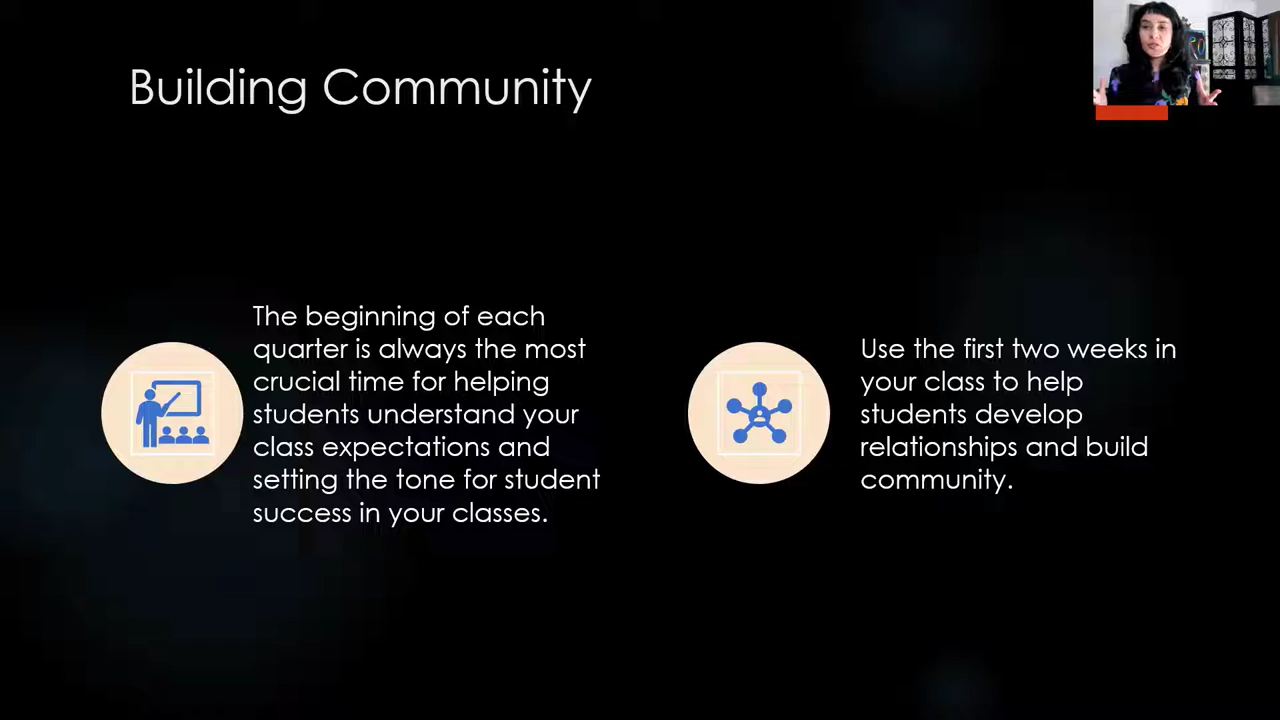 Building Community
The beginning of each
quarter is always the most
crucial time for helping
students understand your
class expectations and
setting the tone for student
success in your classes.
Use the first two weeks in
your class to help
students develop
relationships and build
community.